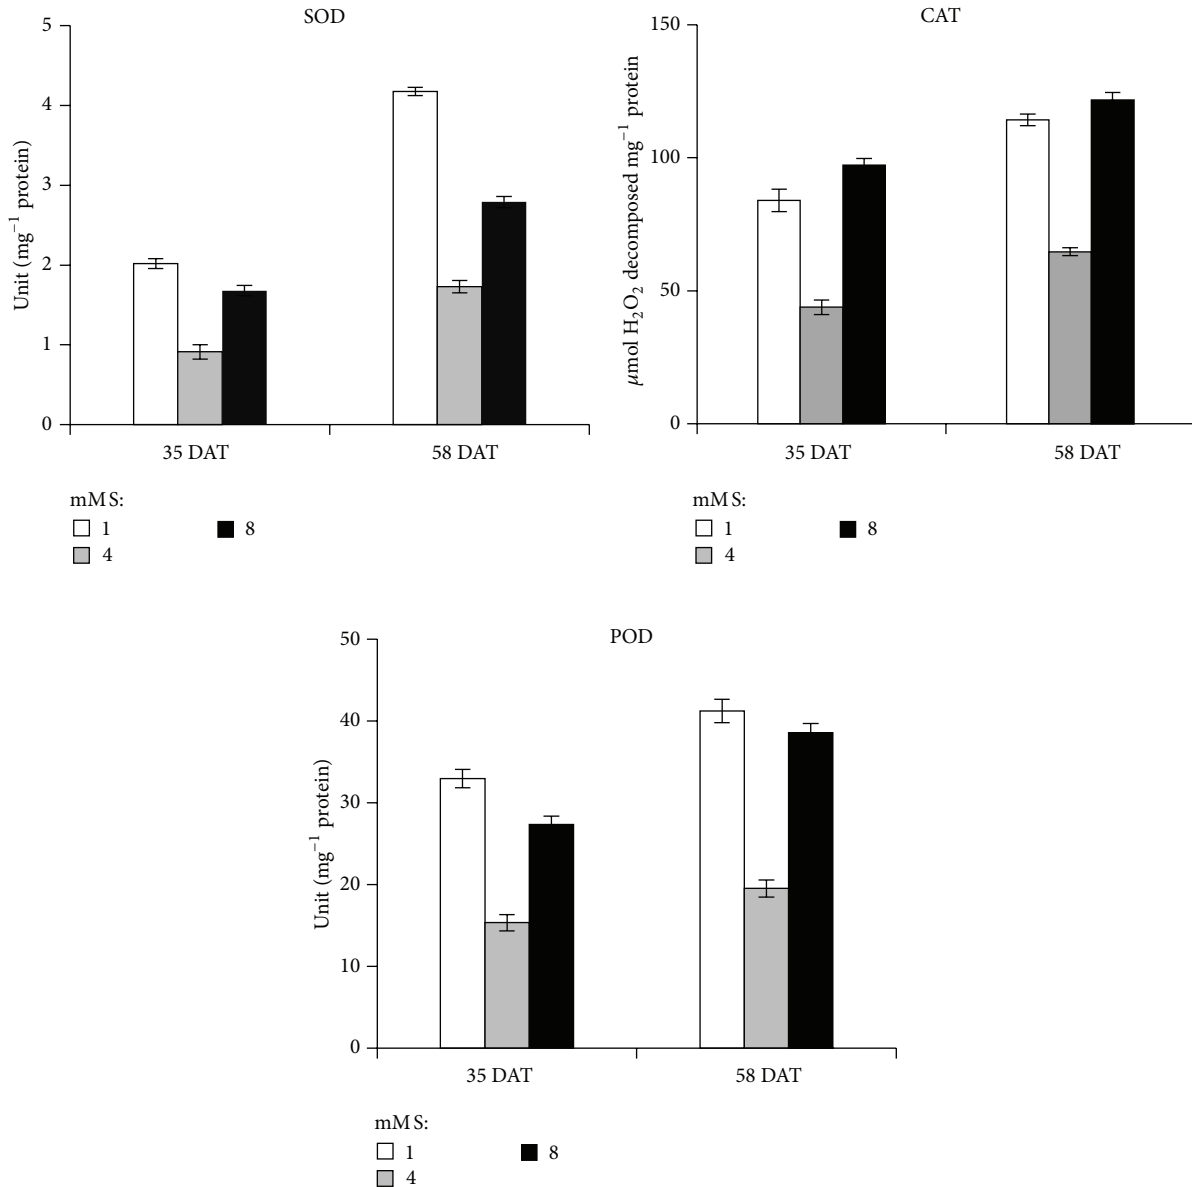 SOD
5
4
3
2
1
0
Unit (mg⁻¹ protein)
35 DAT 58 DAT
mM S:
1 8
4
CAT
150
100
50
0
μmol H₂O₂ decomposed mg⁻¹ protein
35 DAT 58 DAT
mM S:
1 8
4
POD
50
40
30
20
10
0
Unit (mg⁻¹ protein)
35 DAT 58 DAT
mM S:
1 8
4